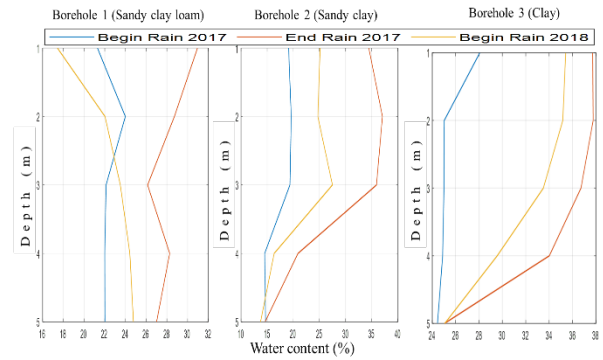 Borehole 1 (Sandy clay loam) Borehole 2 (Sandy clay) Borehole 3 (Clay)
Begin Rain 2017 End Rain 2017 Begin Rain 2018
1 1 1
2 2 2
3 3 3
4 4 4
5 5 5
Depth (m) Depth (m) Depth (m)
16 18 20 22 24 26 28 30 32 10 15 20 25 30 35 40 24 26 28 30 32 34 36 38
Water content (%)